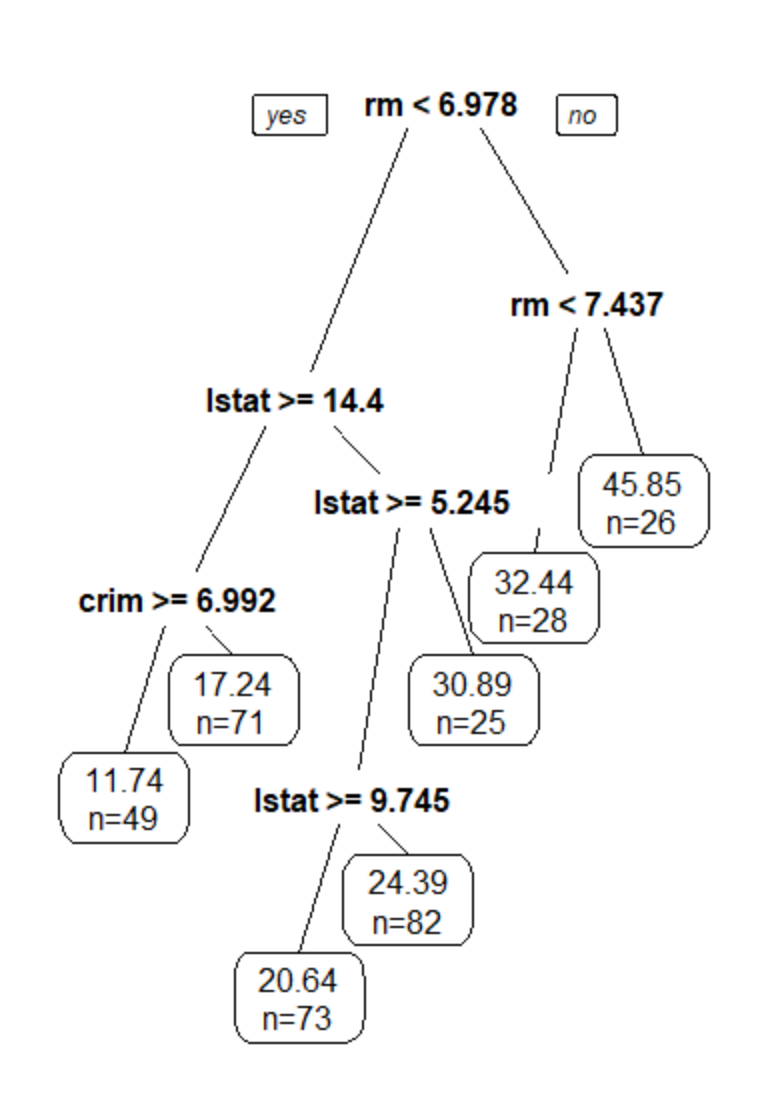 yes
rm < 6.978
no
rm < 7.437
lstat >= 14.4
lstat >= 5.245
45.85
n=26
32.44
n=28
crim >= 6.992
17.24
n=71
30.89
n=25
11.74
n=49
lstat >= 9.745
24.39
n=82
20.64
n=73